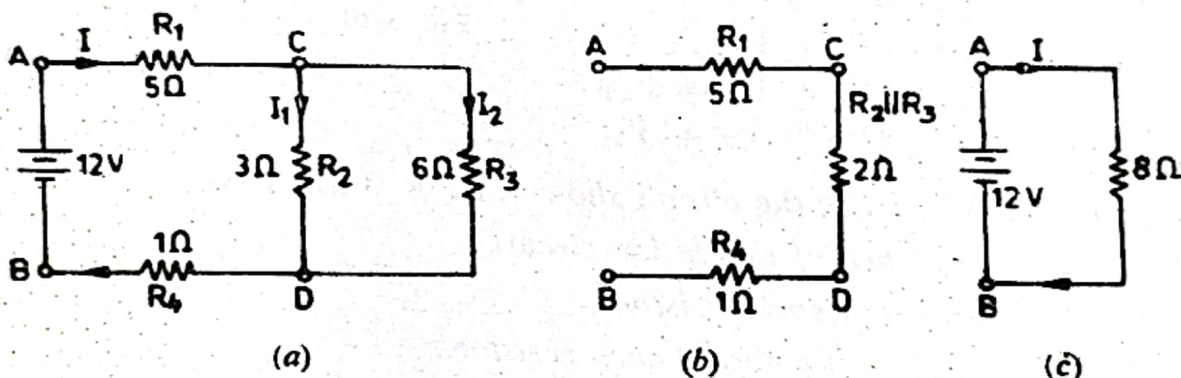 A I R₁ C
5Ω
I₁ I₂
12V 3Ω R₂ 6Ω R₃
1Ω
B R₄ D
(a)
A R₁ C
5Ω R₂||R₃
2Ω
R₄
B 1Ω D
(b)
A I
12V 8Ω
B
(c)